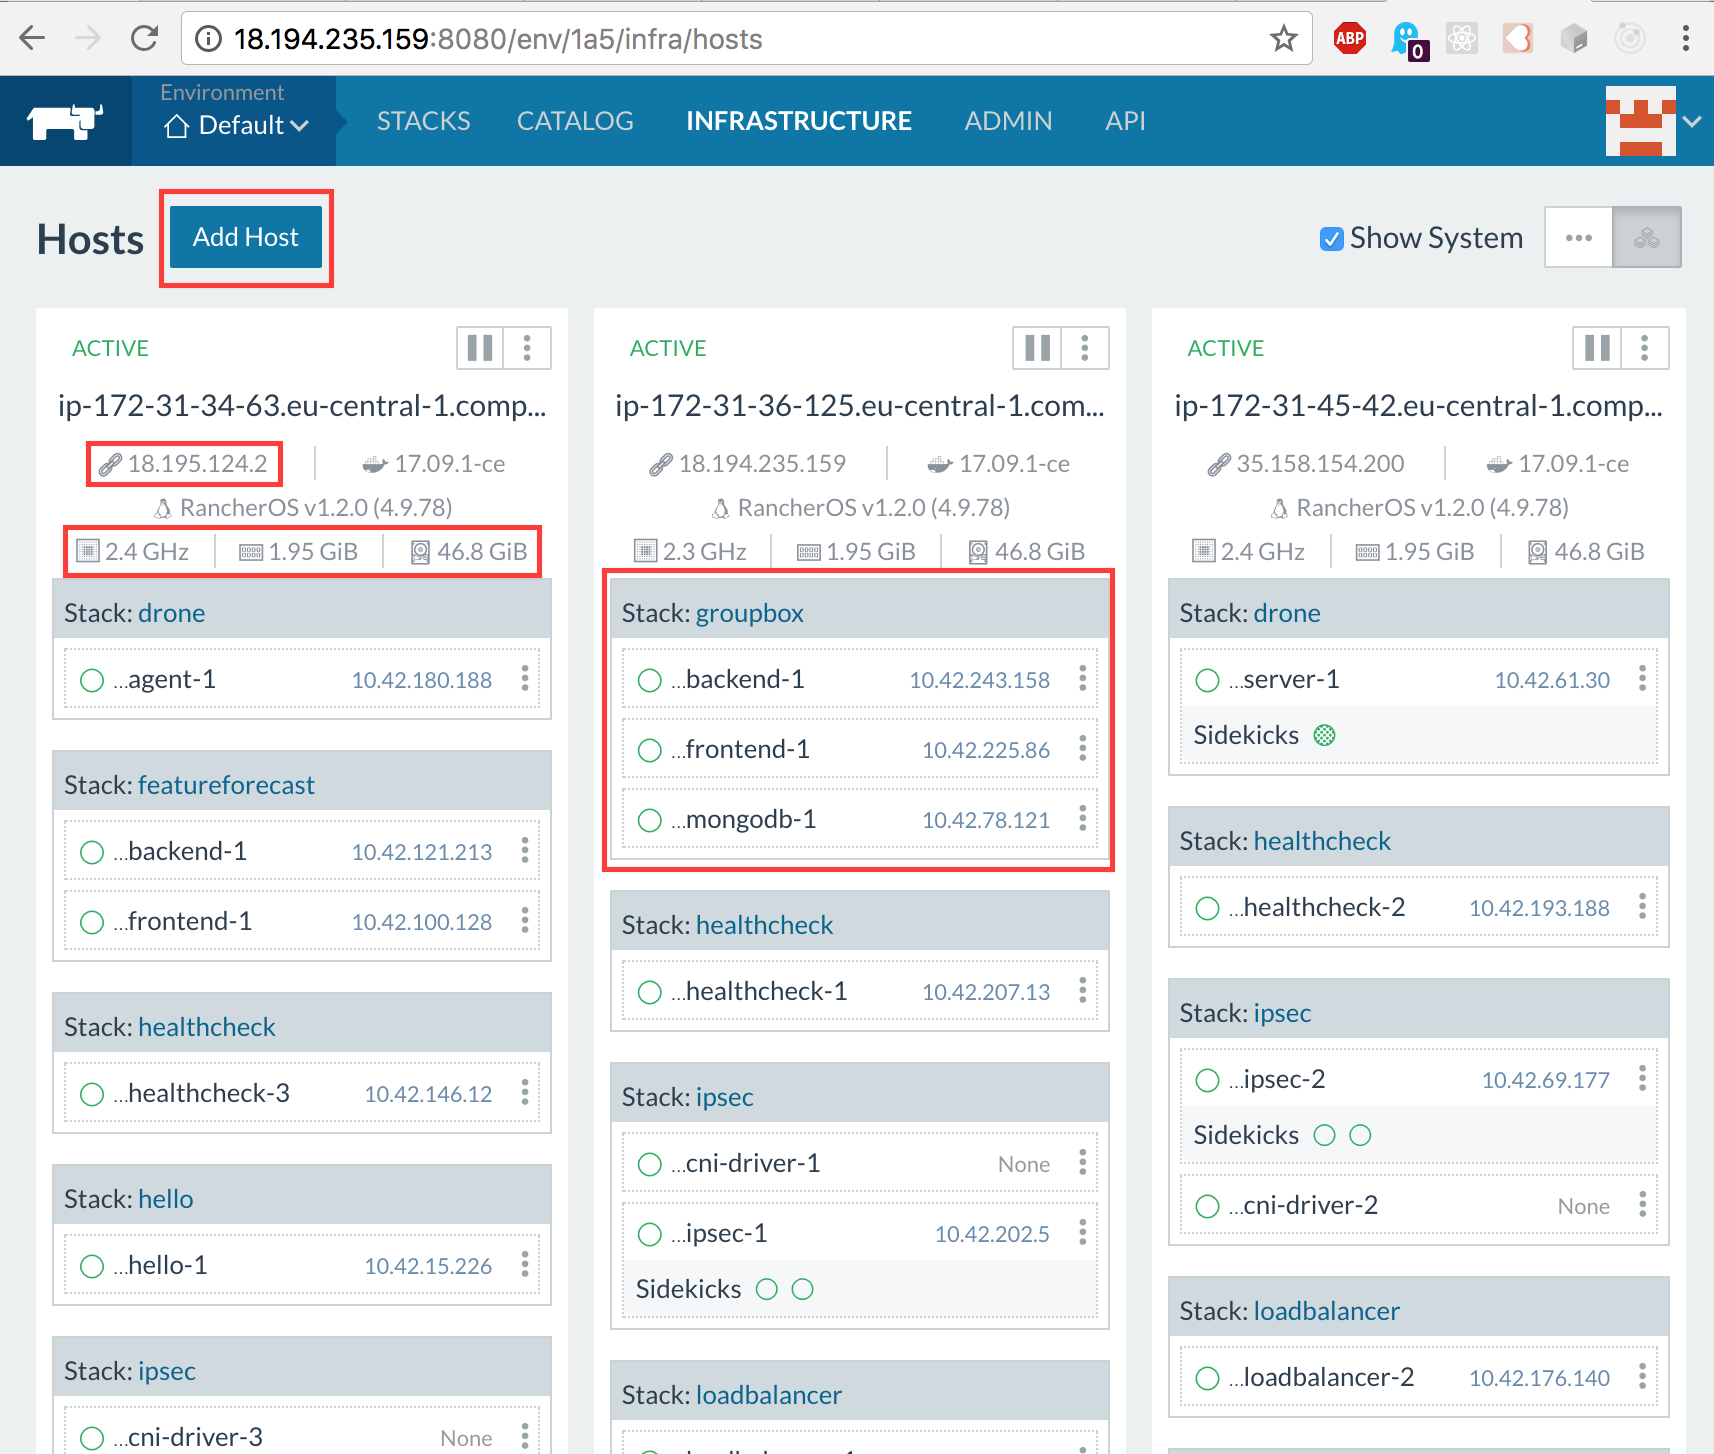 18.194.235.159:8080/env/1a5/infra/hosts
ABP
0
Environment
Default
STACKS CATALOG INFRASTRUCTURE ADMIN API
Hosts
Add Host
Show System
ACTIVE
ip-172-31-34-63.eu-central-1.comp...
18.195.124.2
17.09.1-ce
RancherOS v1.2.0 (4.9.78)
2.4 GHz 1.95 GiB 46.8 GiB
Stack: drone
...agent-1 10.42.180.188
Stack: featureforecast
...backend-1 10.42.121.213
...frontend-1 10.42.100.128
Stack: healthcheck
...healthcheck-3 10.42.146.12
Stack: hello
...hello-1 10.42.15.226
Stack: ipsec
...cni-driver-3 None
ACTIVE
ip-172-31-36-125.eu-central-1.com...
18.194.235.159
17.09.1-ce
RancherOS v1.2.0 (4.9.78)
2.3 GHz 1.95 GiB 46.8 GiB
Stack: groupbox
...backend-1 10.42.243.158
...frontend-1 10.42.225.86
...mongodb-1 10.42.78.121
Stack: healthcheck
...healthcheck-1 10.42.207.13
Stack: ipsec
...cni-driver-1 None
...ipsec-1 10.42.202.5
Sidekicks
Stack: loadbalancer
ACTIVE
ip-172-31-45-42.eu-central-1.comp...
35.158.154.200
17.09.1-ce
RancherOS v1.2.0 (4.9.78)
2.4 GHz 1.95 GiB 46.8 GiB
Stack: drone
...server-1 10.42.61.30
Sidekicks
Stack: healthcheck
...healthcheck-2 10.42.193.188
Stack: ipsec
...ipsec-2 10.42.69.177
Sidekicks
...cni-driver-2 None
Stack: loadbalancer
...loadbalancer-2 10.42.176.140